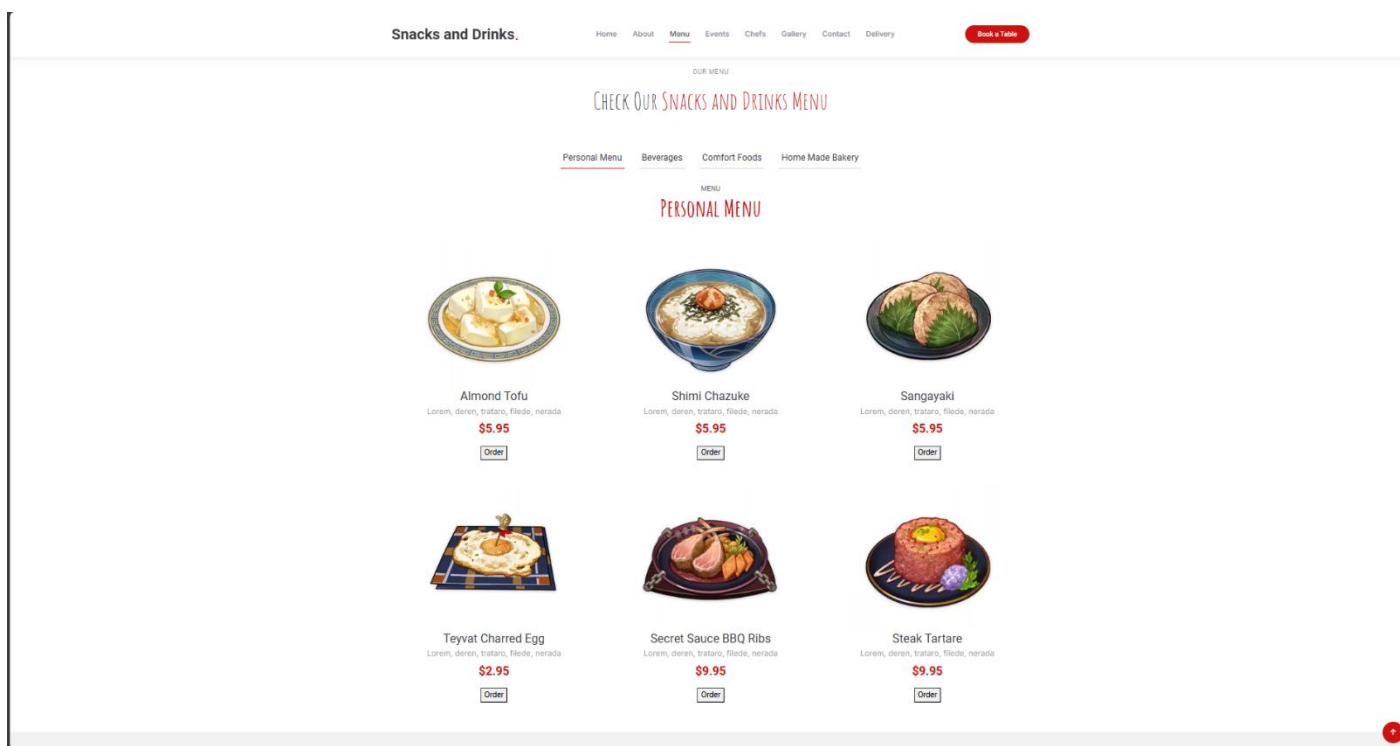 Snacks and Drinks.
Home About Menu Events Chefs Gallery Contact Delivery
Book a Table
OUR MENU
Check Our Snacks and Drinks Menu
Personal Menu Beverages Comfort Foods Home Made Bakery
MENU
Personal Menu
Almond Tofu Shimi Chazuke Sangayaki
Lorem, deren, trataro, filede, nerada Lorem, deren, trataro, filede, nerada Lorem, deren, trataro, filede, nerada
$5.95 $5.95 $5.95
Order Order Order
Teyvat Charred Egg Secret Sauce BBQ Ribs Steak Tartare
Lorem, deren, trataro, filede, nerada Lorem, deren, trataro, filede, nerada Lorem, deren, trataro, filede, nerada
$2.95 $9.95 $9.95
Order Order Order